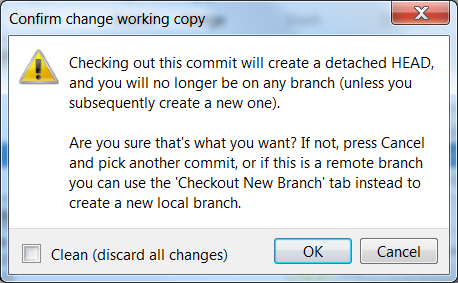 Confirm change working copy
Checking out this commit will create a detached HEAD,
and you will no longer be on any branch (unless you
subsequently create a new one).
Are you sure that's what you want? If not, press Cancel
and pick another commit, or if this is a remote branch
you can use the 'Checkout New Branch' tab instead to
create a new local branch.
Clean (discard all changes)
OK
Cancel